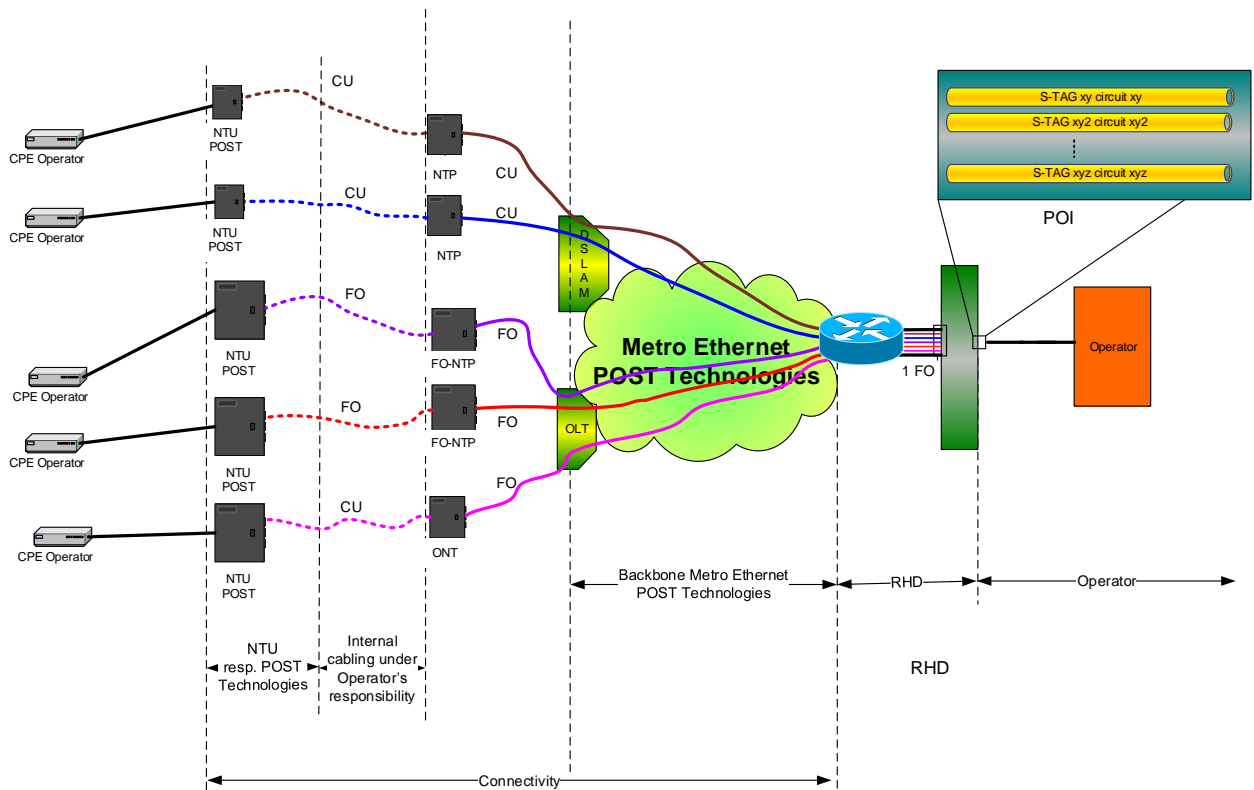 CU
S-TAG xy circuit xy
S-TAG xy2 circuit xy2
S-TAG xyz circuit xyz
POI
CPE Operator
NTU
POST
NTP
CU
CPE Operator
NTU
POST
CU
CU
NTP
DSLAM
CPE Operator
NTU
POST
FO
FO
FO-NTP
Metro Ethernet
POST Technologies
1 FO
Operator
CPE Operator
NTU
POST
FO
FO
FO-NTP
OLT
CPE Operator
NTU
POST
CU
FO
ONT
Backbone Metro Ethernet
POST Technologies
RHD
Operator
NTU
resp. POST
Technologies
Internal
cabling under
Operator's
responsibility
RHD
Connectivity